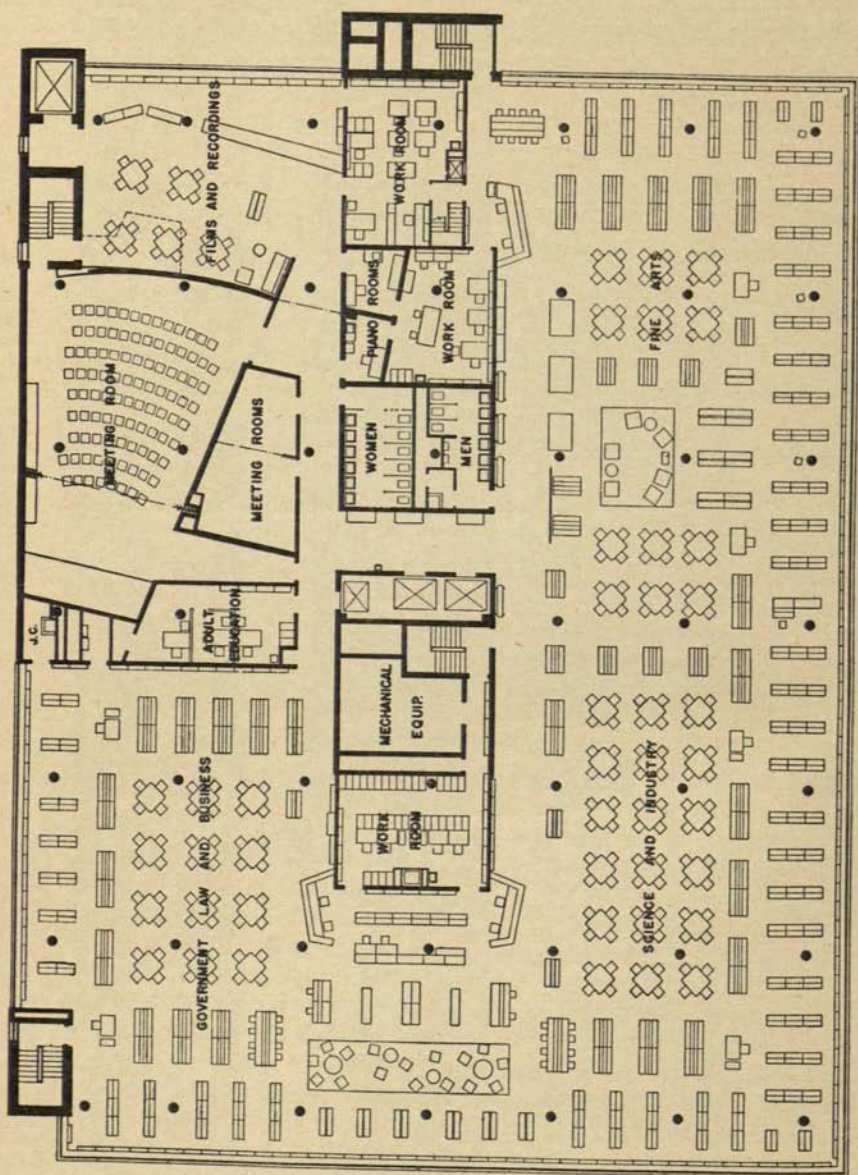 FILMS AND RECORDINGS
WORK ROOM
MEETING ROOM
MEETING ROOMS
PIANO ROOMS
WORK ROOM
WOMEN
MEN
FINE ARTS
J.C.
ADULT
EDUCATION
MECHANICAL
EQUIP.
GOVERNMENT LAW AND BUSINESS
WORK
ROOM
SCIENCE AND INDUSTRY